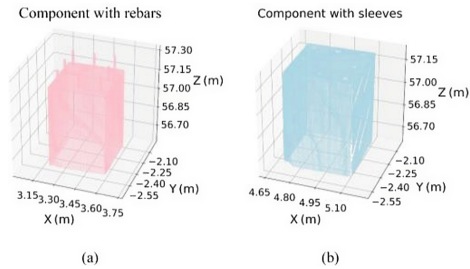 Component with rebars
57.30
57.15
57.00
56.85
56.70
Z (m)
−2.10
−2.25
−2.40
−2.55
Y (m)
3.15 3.30 3.45 3.60 3.75
X (m)
(a)
Component with sleeves
57.15
57.00
56.85
56.70
Z (m)
−2.10
−2.25
−2.40
−2.55
Y (m)
4.65 4.80 4.95 5.10
X (m)
(b)